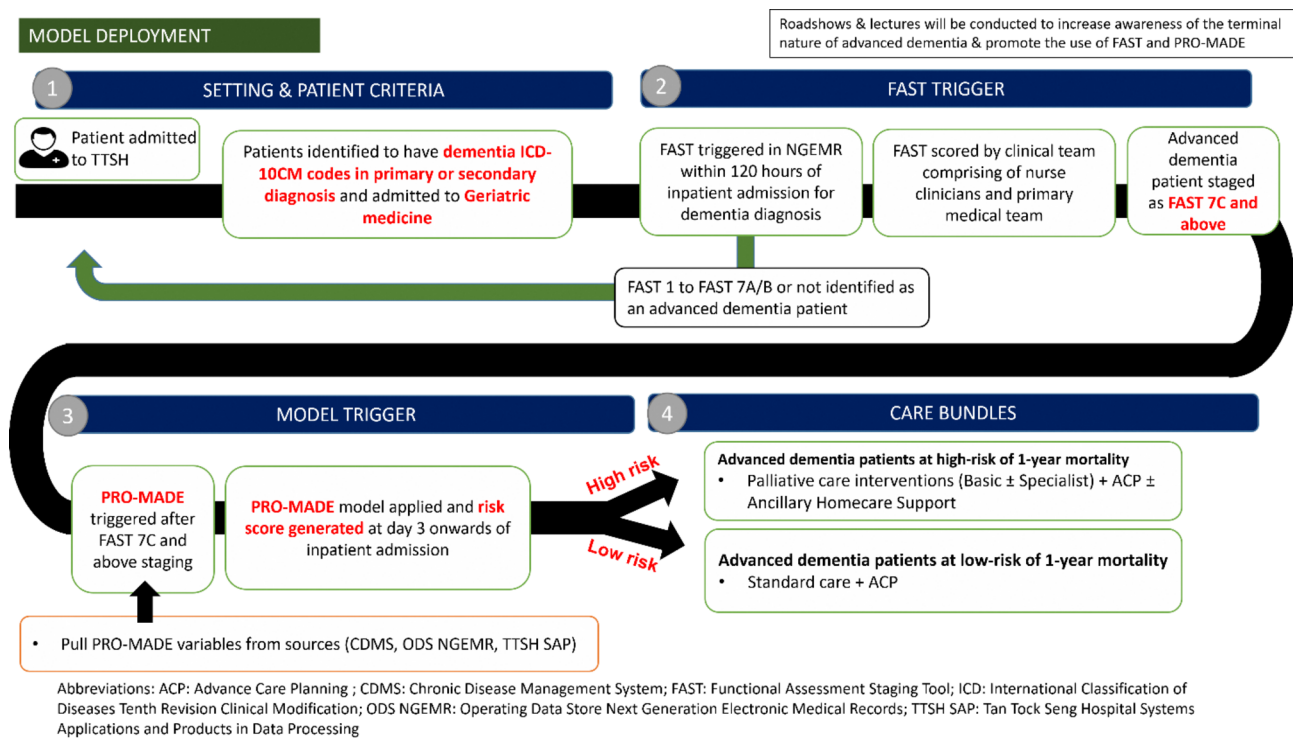 MODEL DEPLOYMENT
Roadshows & lectures will be conducted to increase awareness of the terminal
nature of advanced dementia & promote the use of FAST and PRO-MADE
1
SETTING & PATIENT CRITERIA
Patient admitted
to TTSH
Patients identified to have dementia ICD-
10CM codes in primary or secondary
diagnosis and admitted to Geriatric
medicine
2
FAST TRIGGER
FAST triggered in NGEMR
within 120 hours of
inpatient admission for
dementia diagnosis
FAST scored by clinical team
comprising of nurse
clinicians and primary
medical team
Advanced
dementia
patient staged
as FAST 7C and
above
FAST 1 to FAST 7A/B or not identified as
an advanced dementia patient
3
MODEL TRIGGER
PRO-MADE
triggered after
FAST 7C and
above staging
PRO-MADE model applied and risk
score generated at day 3 onwards of
inpatient admission
• Pull PRO-MADE variables from sources (CDMS, ODS NGEMR, TTSH SAP)
High risk
Low risk
4
CARE BUNDLES
Advanced dementia patients at high-risk of 1-year mortality
• Palliative care interventions (Basic ± Specialist) + ACP ±
Ancillary Homecare Support
Advanced dementia patients at low-risk of 1-year mortality
• Standard care + ACP
Abbreviations: ACP: Advance Care Planning ; CDMS: Chronic Disease Management System; FAST: Functional Assessment Staging Tool; ICD: International Classification of
Diseases Tenth Revision Clinical Modification; ODS NGEMR: Operating Data Store Next Generation Electronic Medical Records; TTSH SAP: Tan Tock Seng Hospital Systems
Applications and Products in Data Processing